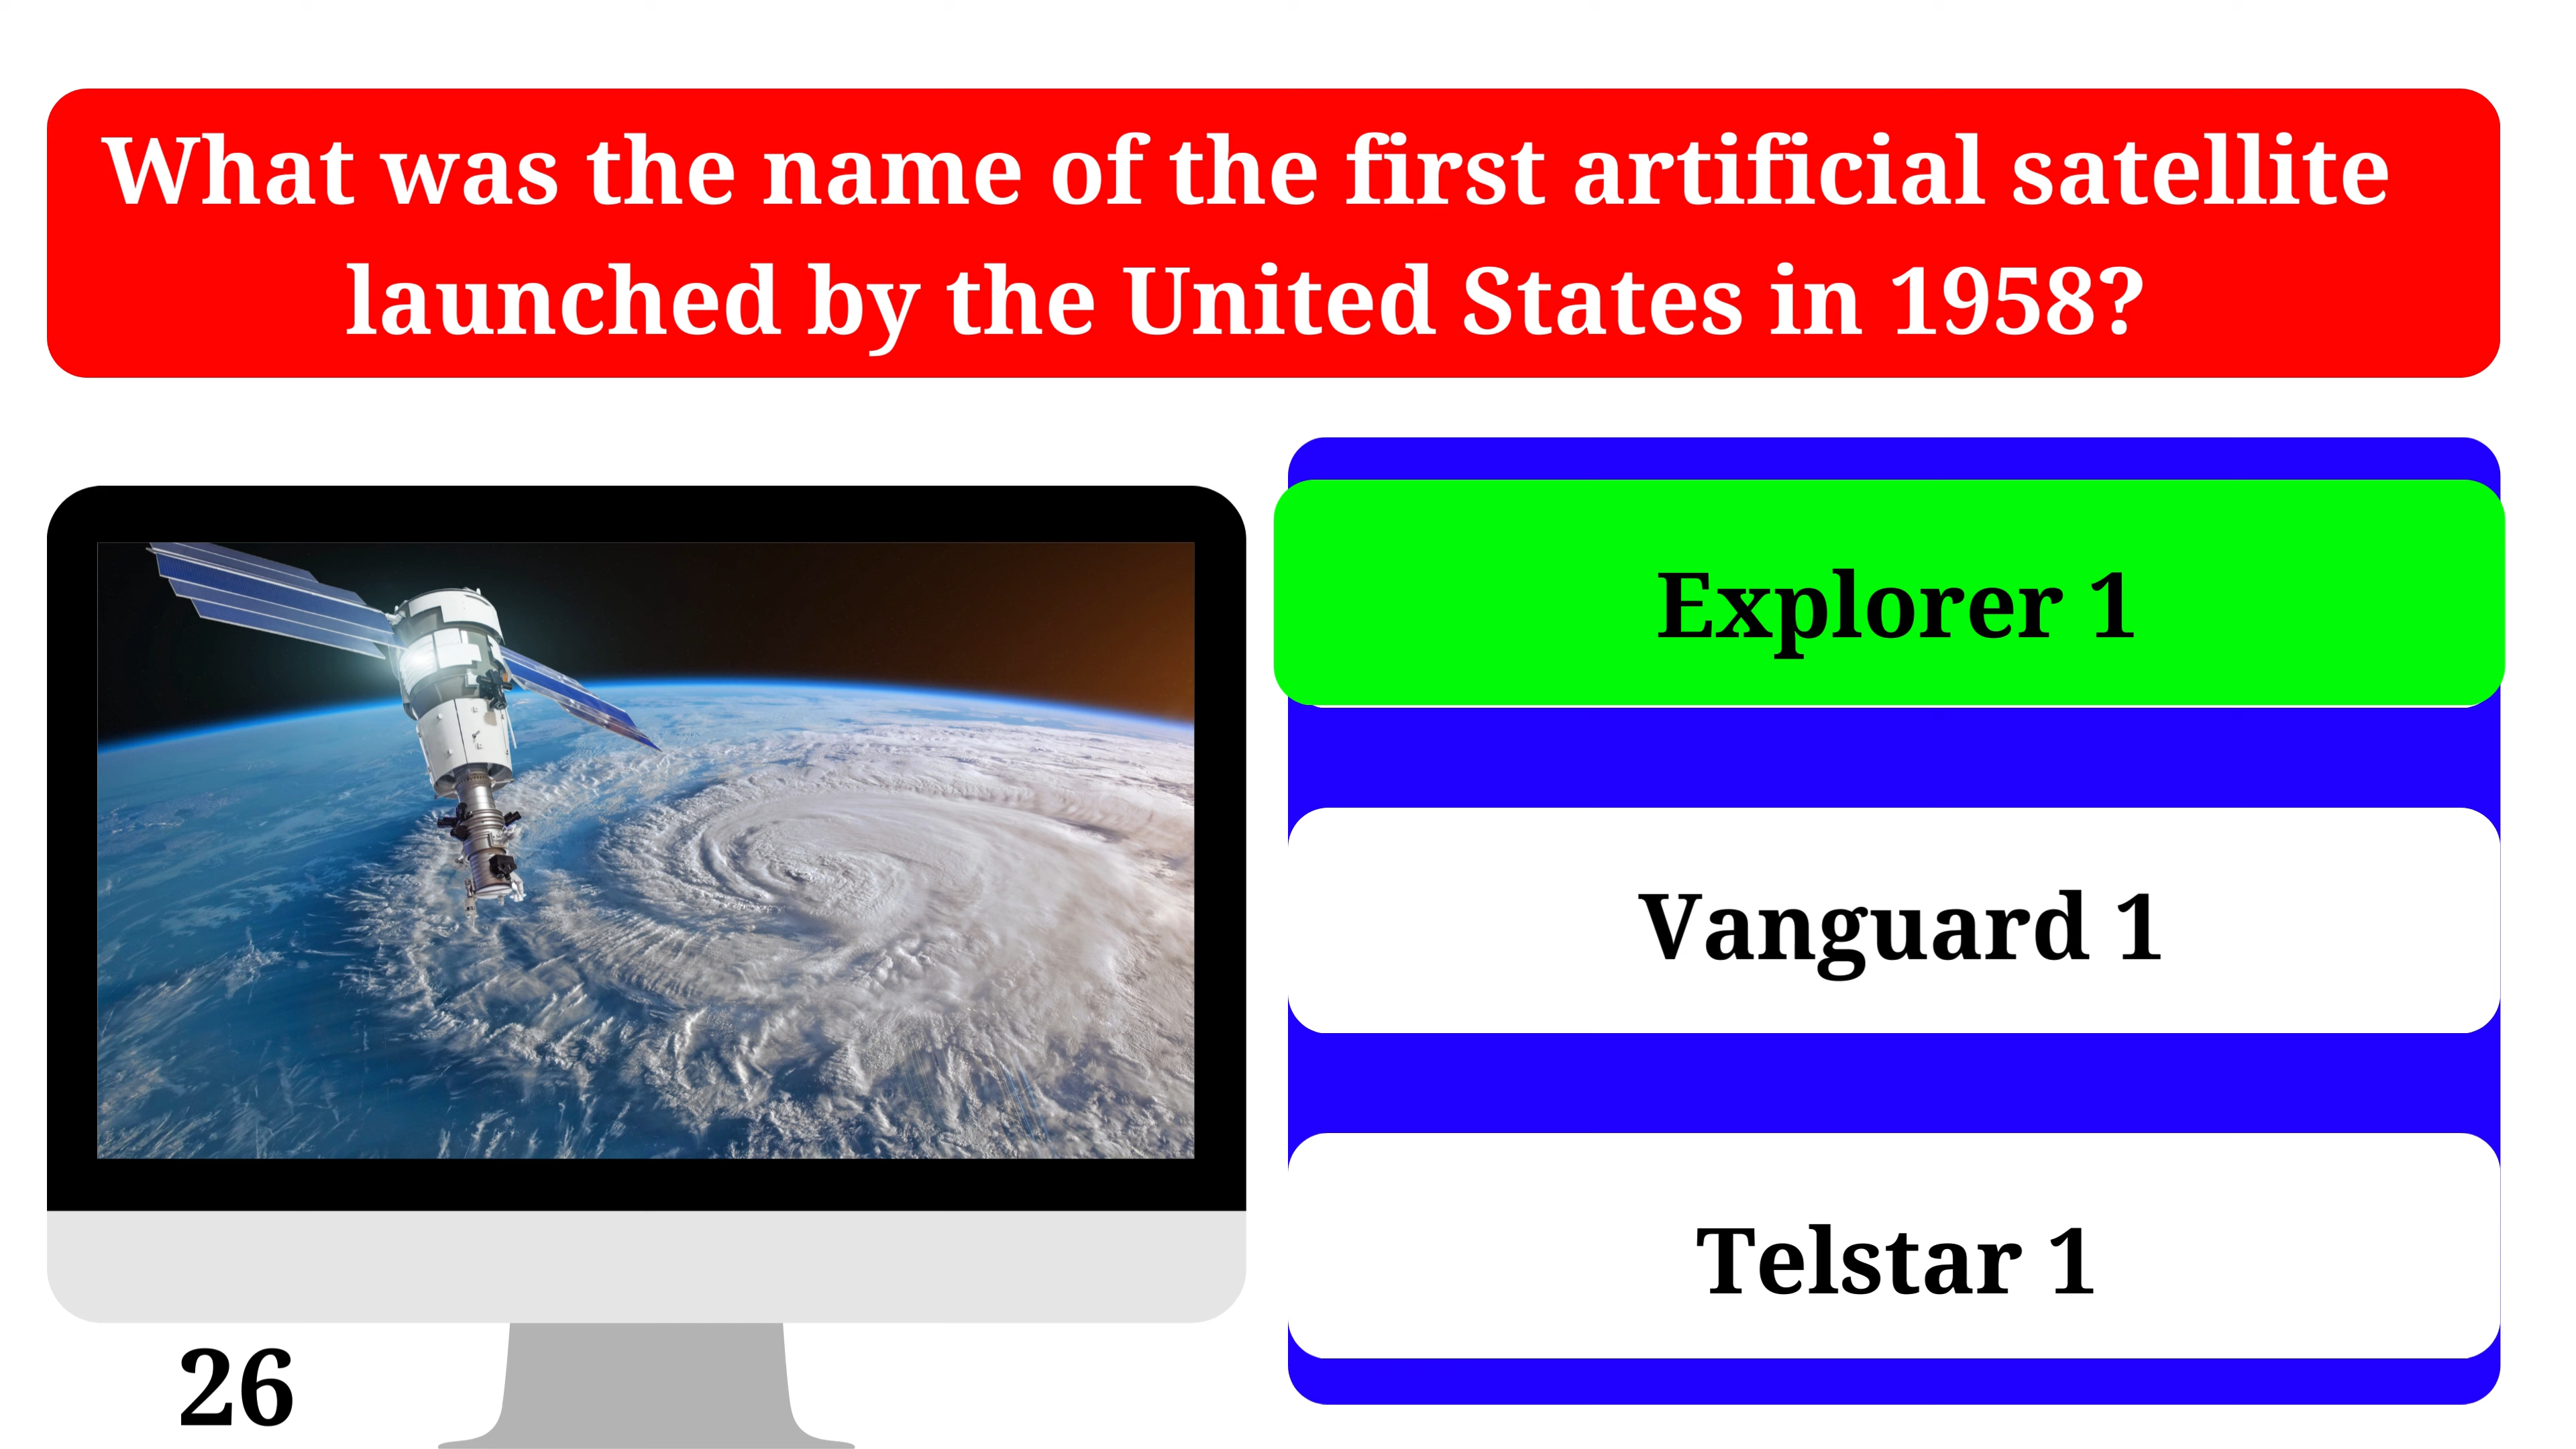 What was the name of the first artificial satellite
launched by the United States in 1958?
Explorer 1
Vanguard 1
Telstar 1
26